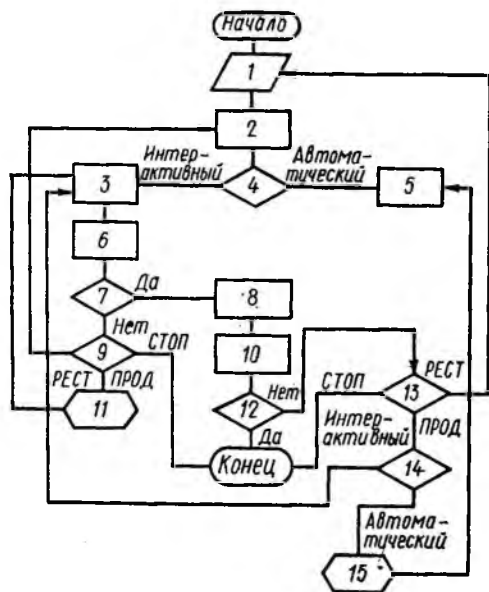 Начало
1
2
Интер-
активный
Автома-
тический
3
4
5
6
7
Да
8
Нет
9
СТОП
10
РЕСТ
ПРОД
11
12
Нет
Да
СТОП
13
РЕСТ
Интер-
активный
ПРОД
Конец
14
Автома-
тический
15